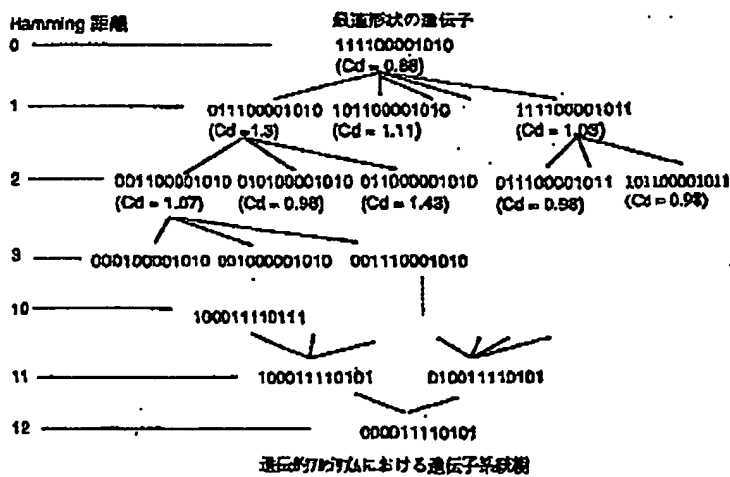 Hamming 距離
最適形状の遺伝子
0 111100001010
(Cd = 0.88)
1 011100001010 101100001010 111100001011
(Cd = 1.3) (Cd = 1.11) (Cd = 1.03)
2 001100001010 010100001010 011000001010 011100001011 101100001011
(Cd = 1.07) (Cd = 0.98) (Cd = 1.43) (Cd = 0.98) (Cd = 0.98)
3 000100001010 001000001010 001110001010
10 100011110111
11 100011110101 010011110101
12 000011110101
遺伝的アルゴリズムにおける遺伝子系統樹